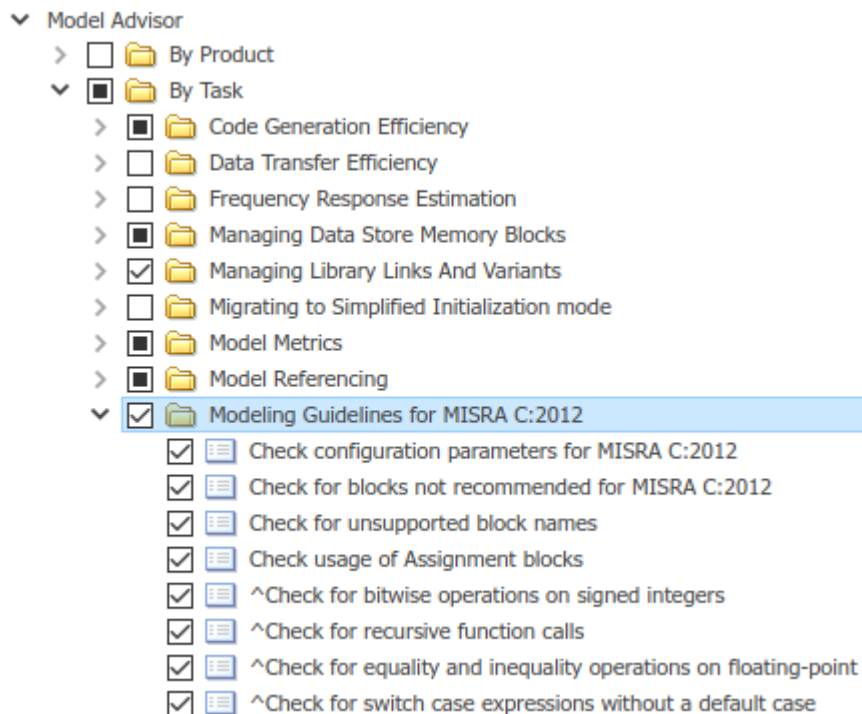 Model Advisor
By Product
By Task
Code Generation Efficiency
Data Transfer Efficiency
Frequency Response Estimation
Managing Data Store Memory Blocks
Managing Library Links And Variants
Migrating to Simplified Initialization mode
Model Metrics
Model Referencing
Modeling Guidelines for MISRA C:2012
Check configuration parameters for MISRA C:2012
Check for blocks not recommended for MISRA C:2012
Check for unsupported block names
Check usage of Assignment blocks
^Check for bitwise operations on signed integers
^Check for recursive function calls
^Check for equality and inequality operations on floating-point
^Check for switch case expressions without a default case